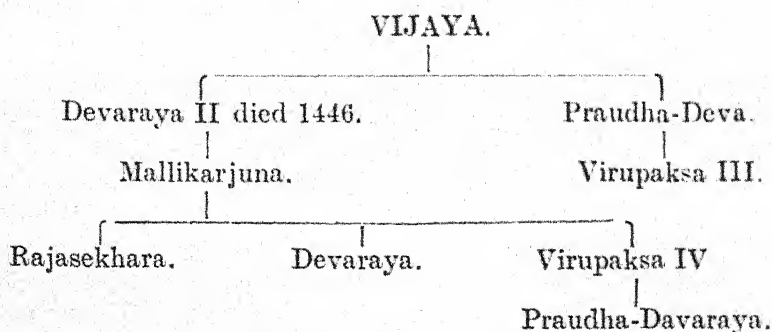 VIJAYA.
Devaraya II died 1446. Praudha-Deva.
Mallikarjuna. Virupaksa III.
Rajasekhara. Devaraya. Virupaksa IV
Praudha-Davaraya.